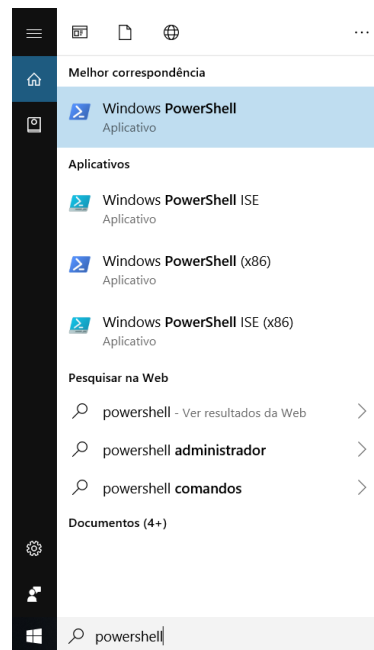 Melhor correspondência
Windows PowerShell
Aplicativo
Aplicativos
Windows PowerShell ISE
Aplicativo
Windows PowerShell (x86)
Aplicativo
Windows PowerShell ISE (x86)
Aplicativo
Pesquisar na Web
powershell - Ver resultados da Web
powershell administrador
powershell comandos
Documentos (4+)
powershell